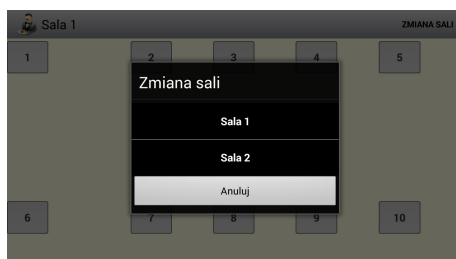 Sala 1 ZMIANA SALI
1 2 3 4 5
Zmiana sali
Sala 1
Sala 2
Anuluj
6 7 8 9 10